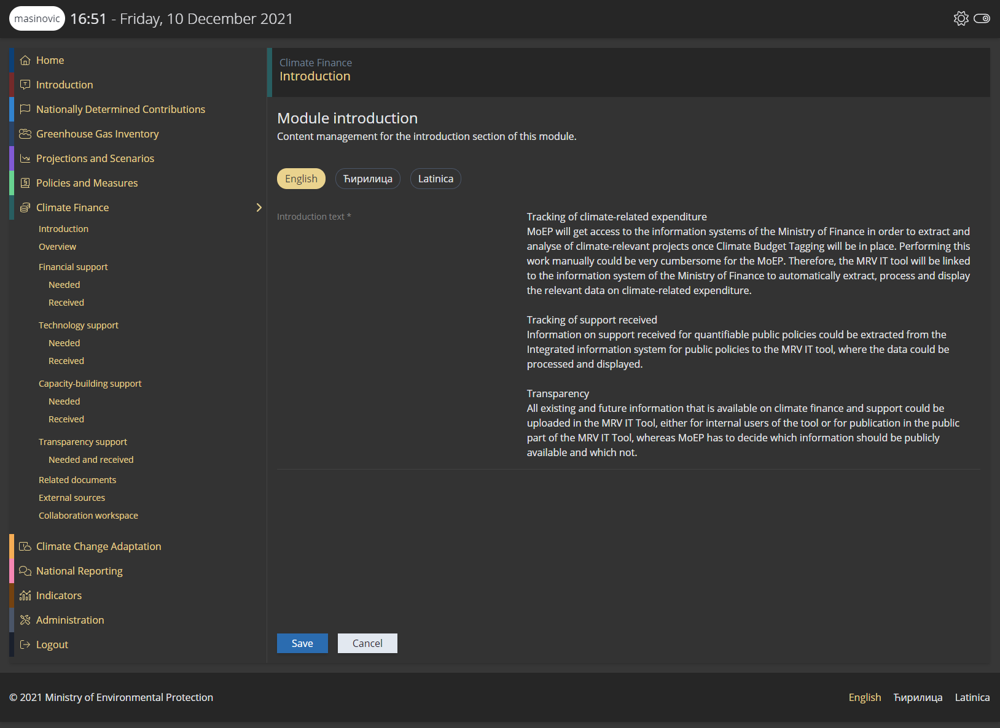 masinovic 16:51 - Friday, 10 December 2021
Home
Introduction
Nationally Determined Contributions
Greenhouse Gas Inventory
Projections and Scenarios
Policies and Measures
Climate Finance
Introduction
Overview
Financial support
Needed
Received
Technology support
Needed
Received
Capacity-building support
Needed
Received
Transparency support
Needed and received
Related documents
External sources
Collaboration workspace
Climate Change Adaptation
National Reporting
Indicators
Administration
Logout
Climate Finance
Introduction
Module introduction
Content management for the introduction section of this module.
English Ћирилица Latinica
Introduction text *
Tracking of climate-related expenditure
MoEP will get access to the information systems of the Ministry of Finance in order to extract and
analyse of climate-relevant projects once Climate Budget Tagging will be in place. Performing this
work manually could be very cumbersome for the MoEP. Therefore, the MRV IT tool will be linked
to the information system of the Ministry of Finance to automatically extract, process and display
the relevant data on climate-related expenditure.
Tracking of support received
Information on support received for quantifiable public policies could be extracted from the
Integrated information system for public policies to the MRV IT tool, where the data could be
processed and displayed.
Transparency
All existing and future information that is available on climate finance and support could be
uploaded in the MRV IT Tool, either for internal users of the tool or for publication in the public
part of the MRV IT Tool, whereas MoEP has to decide which information should be publicly
available and which not.
Save Cancel
© 2021 Ministry of Environmental Protection
English Ћирилица Latinica